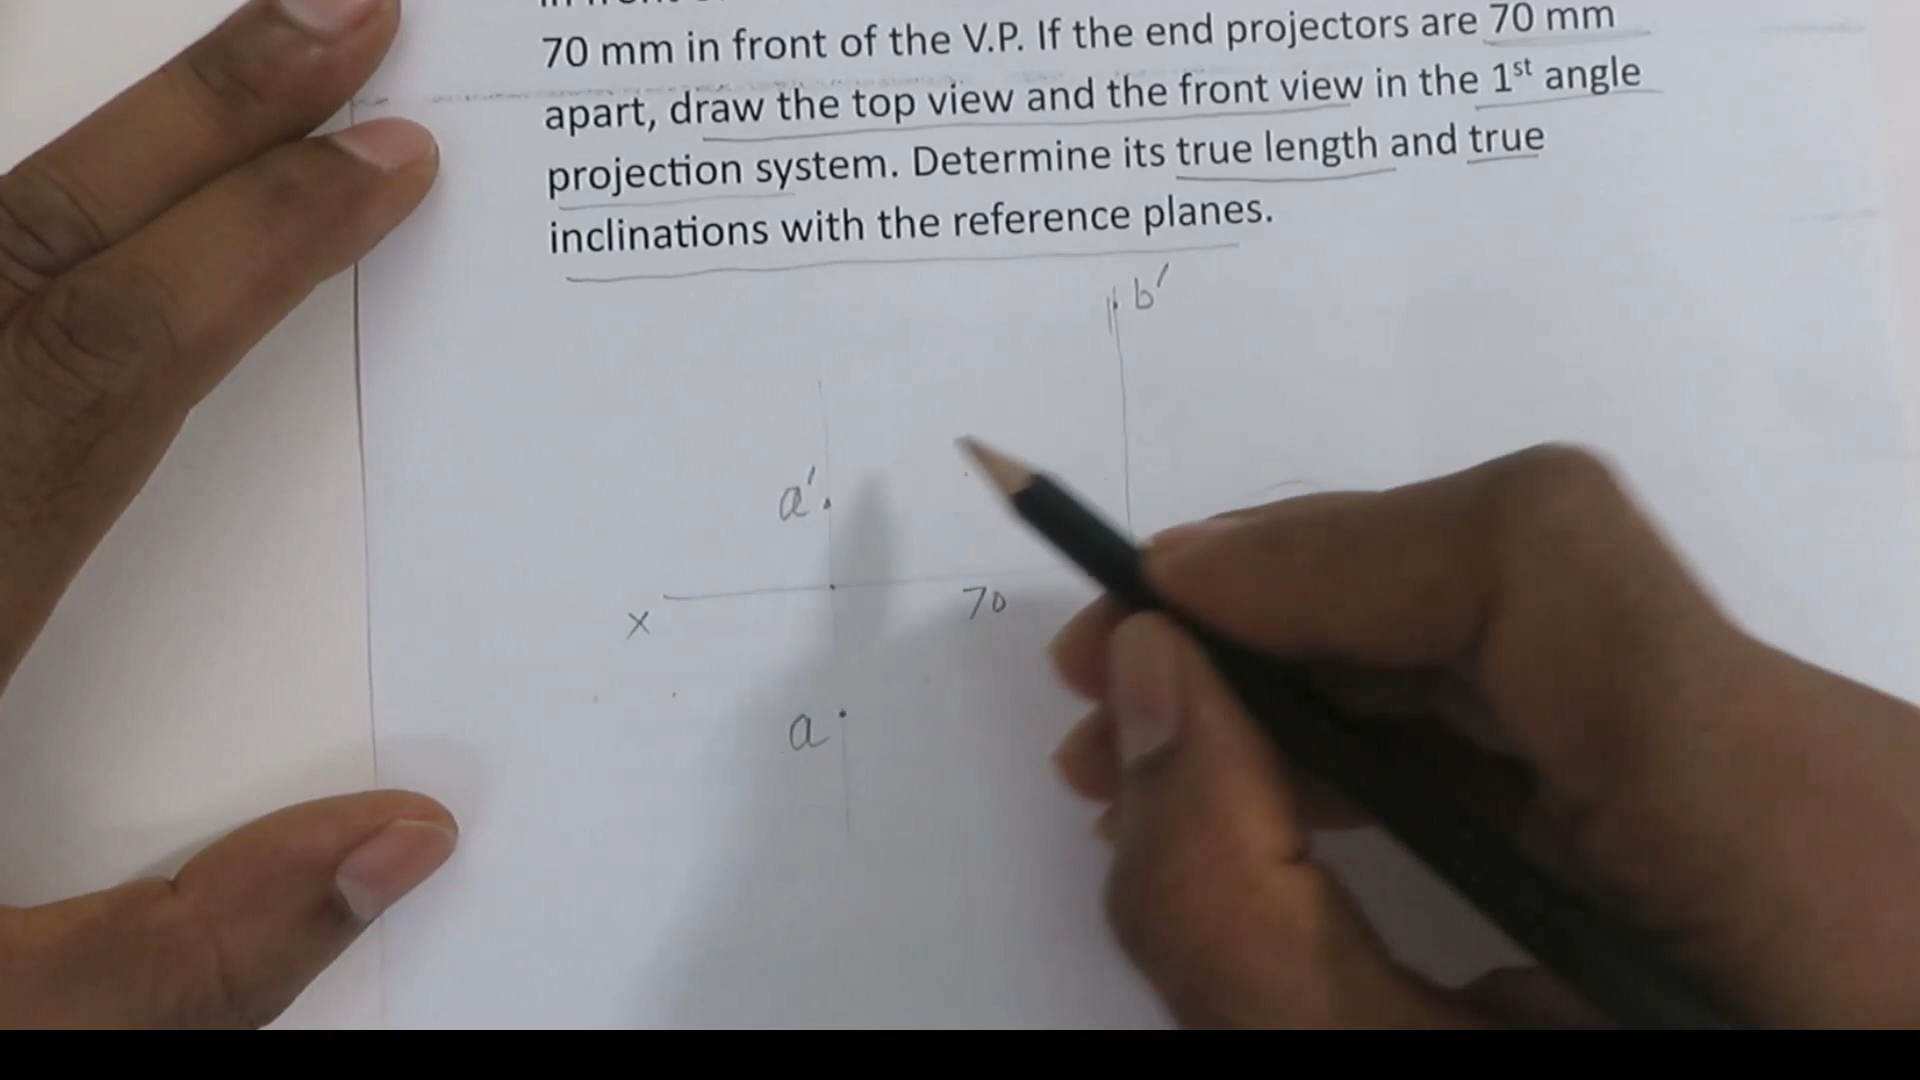 70 mm in front of the V.P. If the end projectors are 70 mm
apart, draw the top view and the front view in the 1st angle
projection system. Determine its true length and true
inclinations with the reference planes.
b'
a'
X
70
a